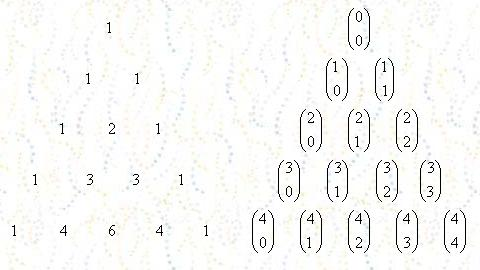 1 (0 0)
1 1 (1 0) (1 1)
1 2 1 (2 0) (2 1) (2 2)
1 3 3 1 (3 0) (3 1) (3 2) (3 3)
1 4 6 4 1 (4 0) (4 1) (4 2) (4 3) (4 4)